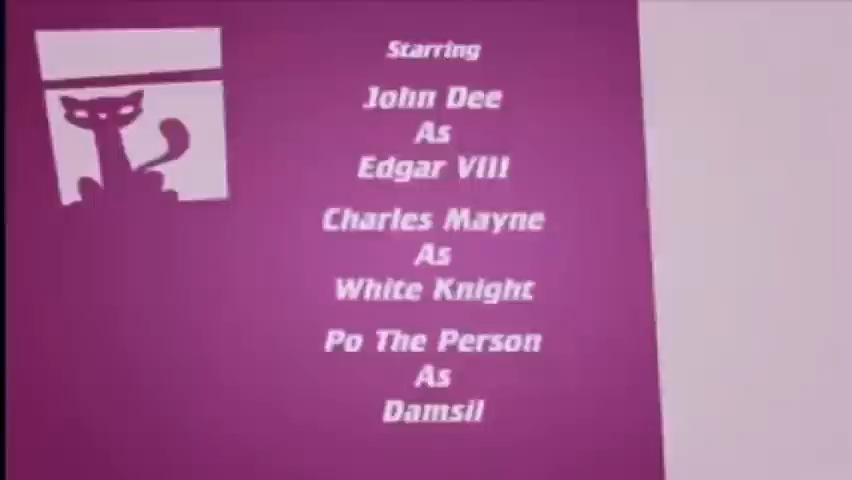 Starring
John Dee
As
Edgar VIII
Charles Mayne
As
White Knight
Po The Person
As
Damsil